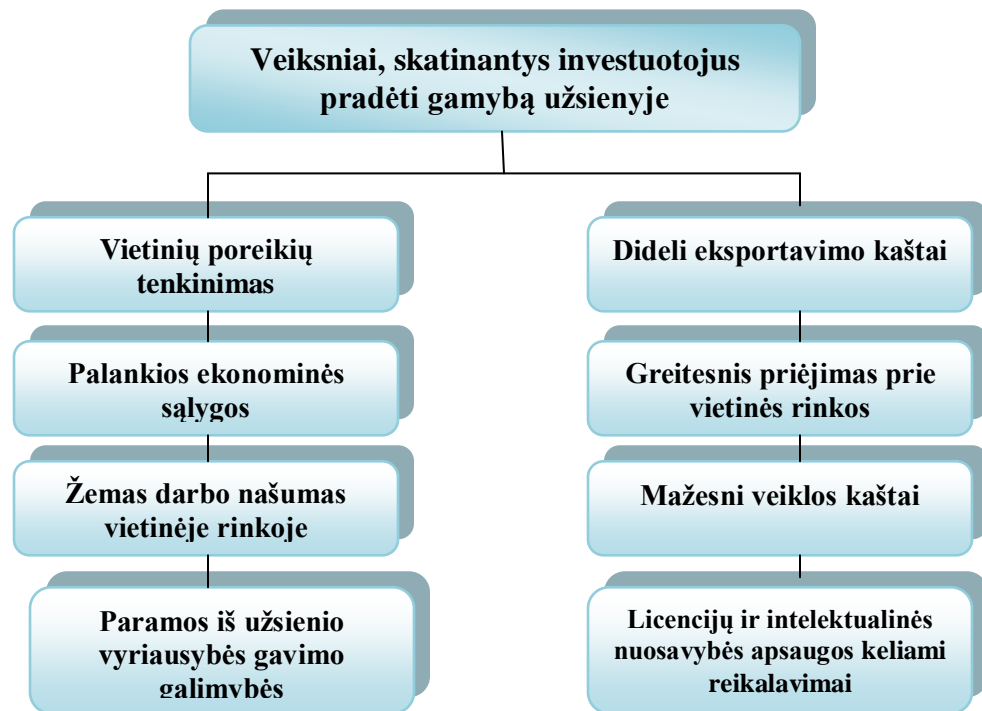 Veiksniai, skatinantys investuotojus
pradėti gamybą užsienyje
Vietinių poreikių
tenkinimas
Palankios ekonominės
sąlygos
Žemas darbo našumas
vietinėje rinkoje
Paramos iš užsienio
vyriausybės gavimo
galimybės
Dideli eksportavimo kaštai
Greitesnis priėjimas prie
vietinės rinkos
Mažesni veiklos kaštai
Licencijų ir intelektualinės
nuosavybės apsaugos keliami
reikalavimai